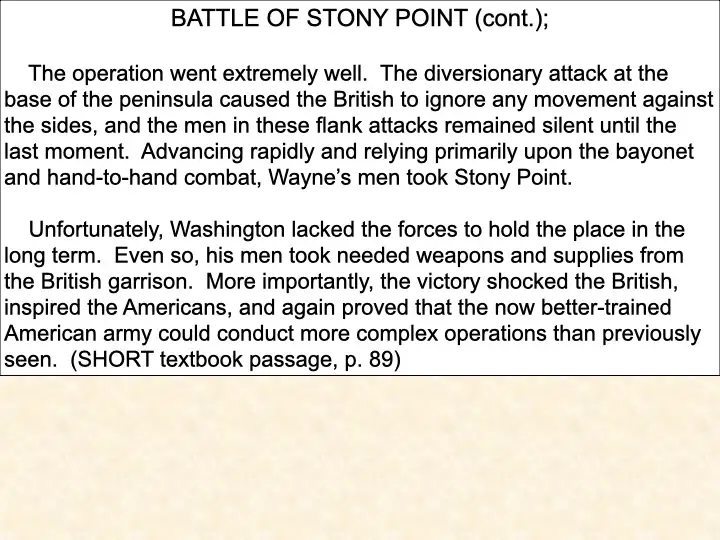 BATTLE OF STONY POINT (cont.);
The operation went extremely well.  The diversionary attack at the
base of the peninsula caused the British to ignore any movement against
the sides, and the men in these flank attacks remained silent until the
last moment.  Advancing rapidly and relying primarily upon the bayonet
and hand-to-hand combat, Wayne’s men took Stony Point.
Unfortunately, Washington lacked the forces to hold the place in the
long term.  Even so, his men took needed weapons and supplies from
the British garrison.  More importantly, the victory shocked the British,
inspired the Americans, and again proved that the now better-trained
American army could conduct more complex operations than previously
seen.  (SHORT textbook passage, p. 89)